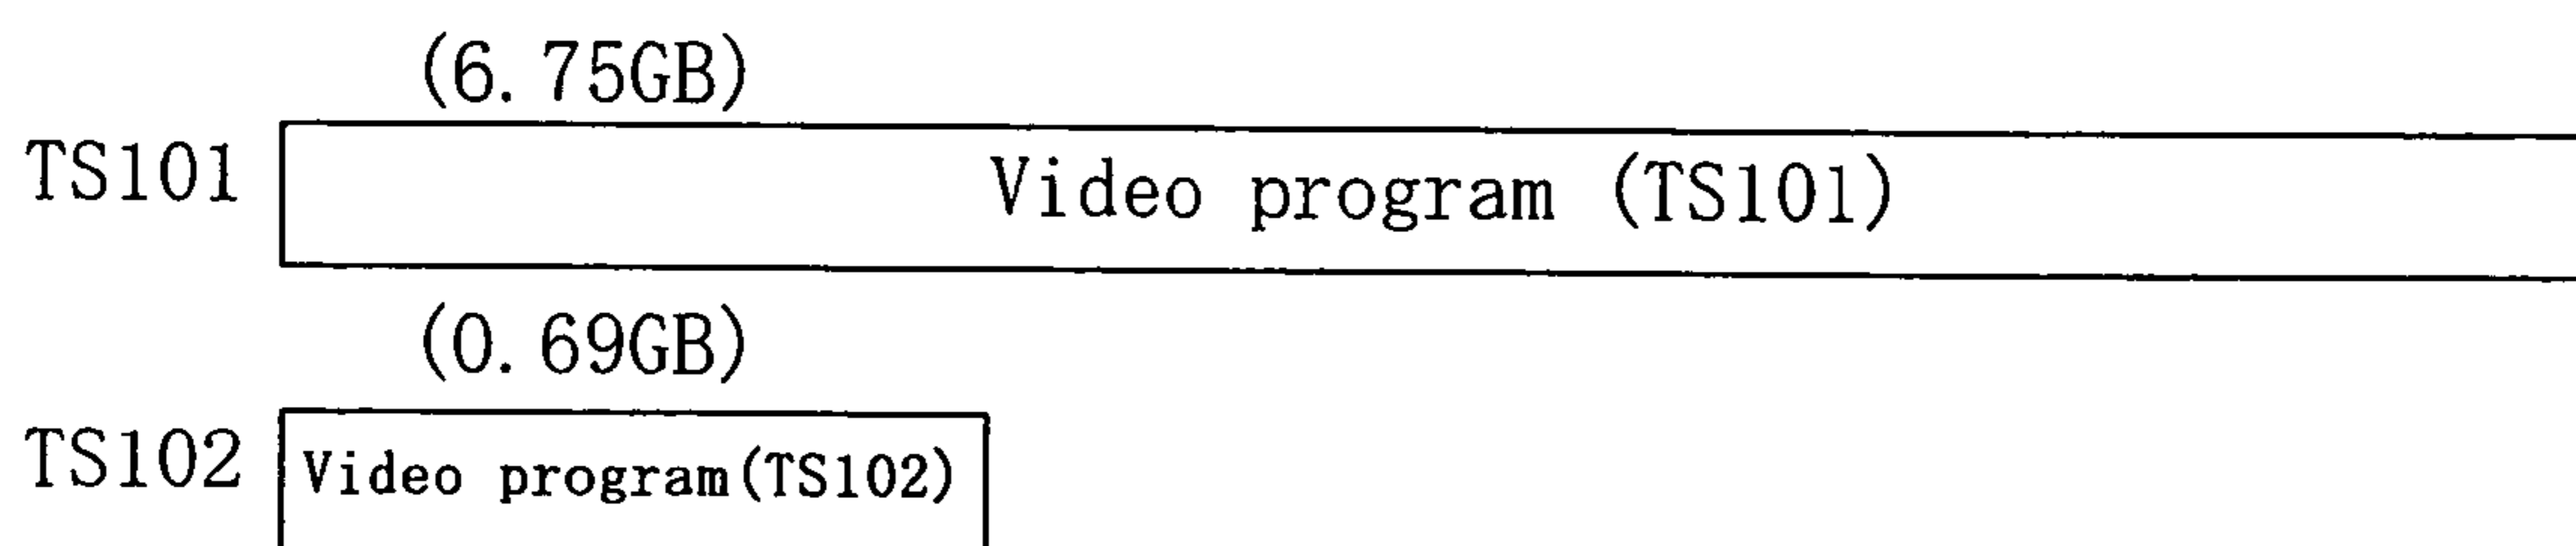 (6.75GB)
TS101 Video program (TS101)
(0.69GB)
TS102 Video program(TS102)